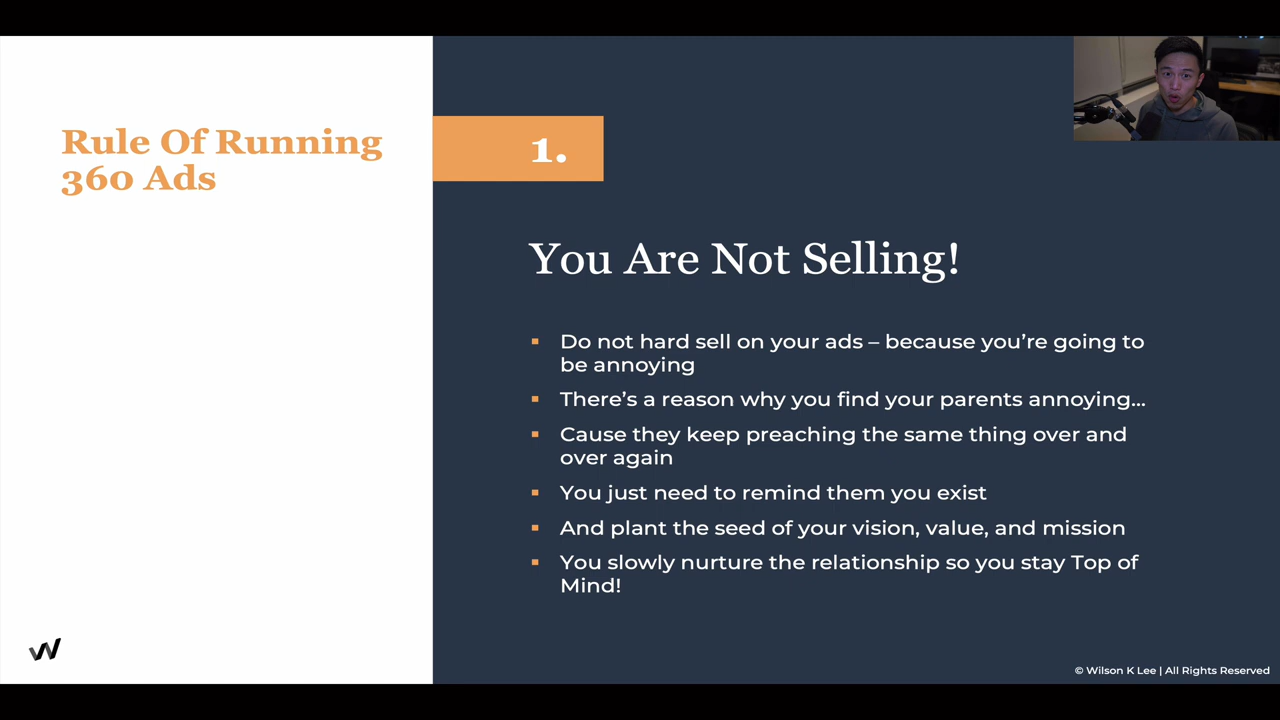 Rule Of Running
360 Ads
1.
You Are Not Selling!
▪ Do not hard sell on your ads – because you’re going to
be annoying
▪ There’s a reason why you find your parents annoying…
▪ Cause they keep preaching the same thing over and
over again
▪ You just need to remind them you exist
▪ And plant the seed of your vision, value, and mission
▪ You slowly nurture the relationship so you stay Top of
Mind!
© Wilson K Lee | All Rights Reserved